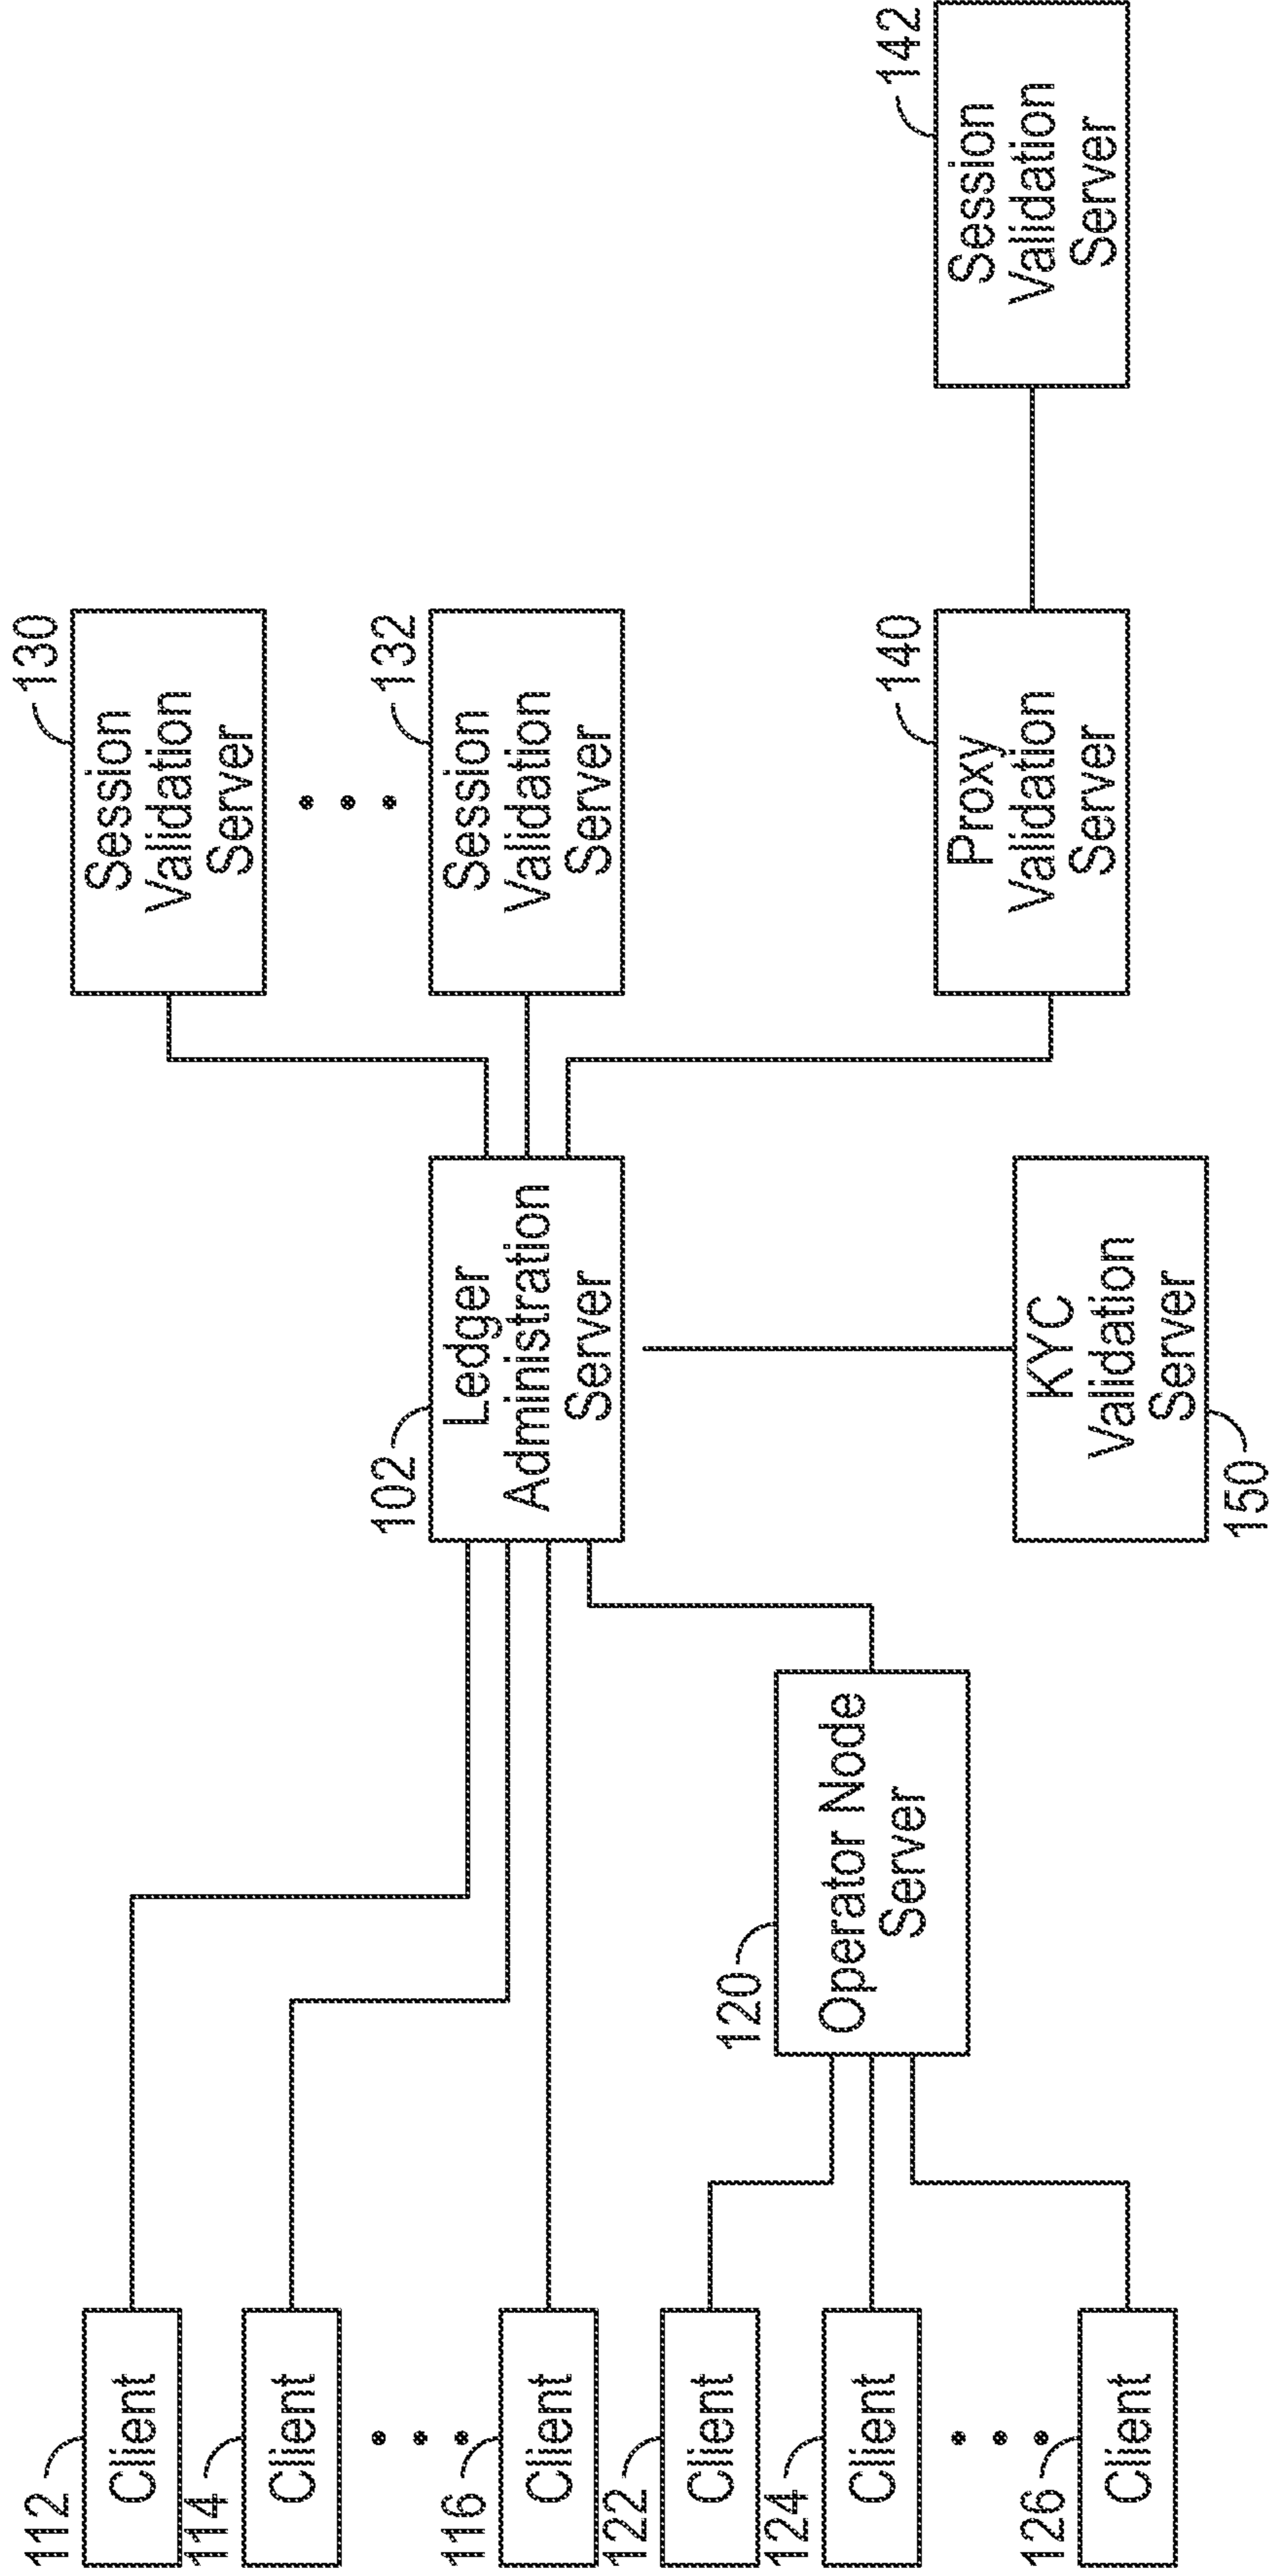 112
Client
114
Client
116
Client
122
Client
124
Client
126
Client
120
Operator Node
Server
102
Ledger
Administration
Server
KYC
Validation
Server
150
130
Session
Validation
Server
132
Session
Validation
Server
140
Proxy
Validation
Server
142
Session
Validation
Server